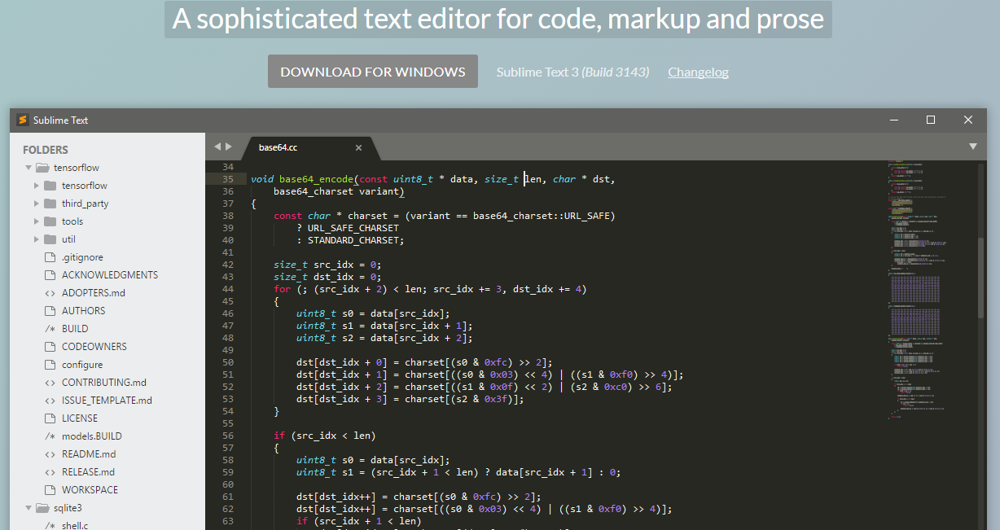 A sophisticated text editor for code, markup and prose
DOWNLOAD FOR WINDOWS
Sublime Text 3 (Build 3143)
Changelog
Sublime Text
FOLDERS
tensorflow
tensorflow
third_party
tools
util
.gitignore
ACKNOWLEDGMENTS
<> ADOPTERS.md
AUTHORS
/* BUILD
CODEOWNERS
configure
<> CONTRIBUTING.md
<> ISSUE_TEMPLATE.md
LICENSE
/* models.BUILD
<> README.md
<> RELEASE.md
WORKSPACE
sqlite3
/* shell.c
base64.cc
34
35 void base64_encode(const uint8_t * data, size_t len, char * dst,
36     base64_charset variant)
37 {
38     const char * charset = (variant == base64_charset::URL_SAFE)
39         ? URL_SAFE_CHARSET
40         : STANDARD_CHARSET;
41
42     size_t src_idx = 0;
43     size_t dst_idx = 0;
44     for (; (src_idx + 2) < len; src_idx += 3, dst_idx += 4)
45     {
46         uint8_t s0 = data[src_idx];
47         uint8_t s1 = data[src_idx + 1];
48         uint8_t s2 = data[src_idx + 2];
49
50         dst[dst_idx + 0] = charset[(s0 & 0xfc) >> 2];
51         dst[dst_idx + 1] = charset[((s0 & 0x03) << 4) | ((s1 & 0xf0) >> 4)];
52         dst[dst_idx + 2] = charset[((s1 & 0x0f) << 2) | (s2 & 0xc0) >> 6];
53         dst[dst_idx + 3] = charset[(s2 & 0x3f)];
54     }
55
56     if (src_idx < len)
57     {
58         uint8_t s0 = data[src_idx];
59         uint8_t s1 = (src_idx + 1 < len) ? data[src_idx + 1] : 0;
60
61         dst[dst_idx++] = charset[(s0 & 0xfc) >> 2];
62         dst[dst_idx++] = charset[((s0 & 0x03) << 4) | ((s1 & 0xf0) >> 4)];
63         if (src_idx + 1 < len)